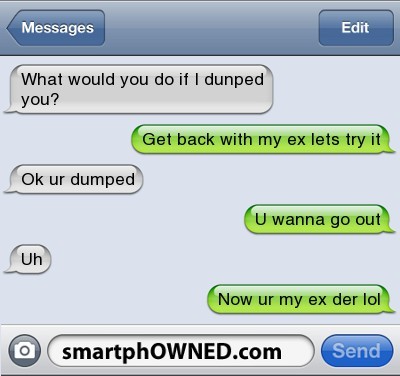 Messages
Edit
What would you do if I dunped
you?
Get back with my ex lets try it
Ok ur dumped
U wanna go out
Uh
Now ur my ex der lol
smartphOWNED.com
Send